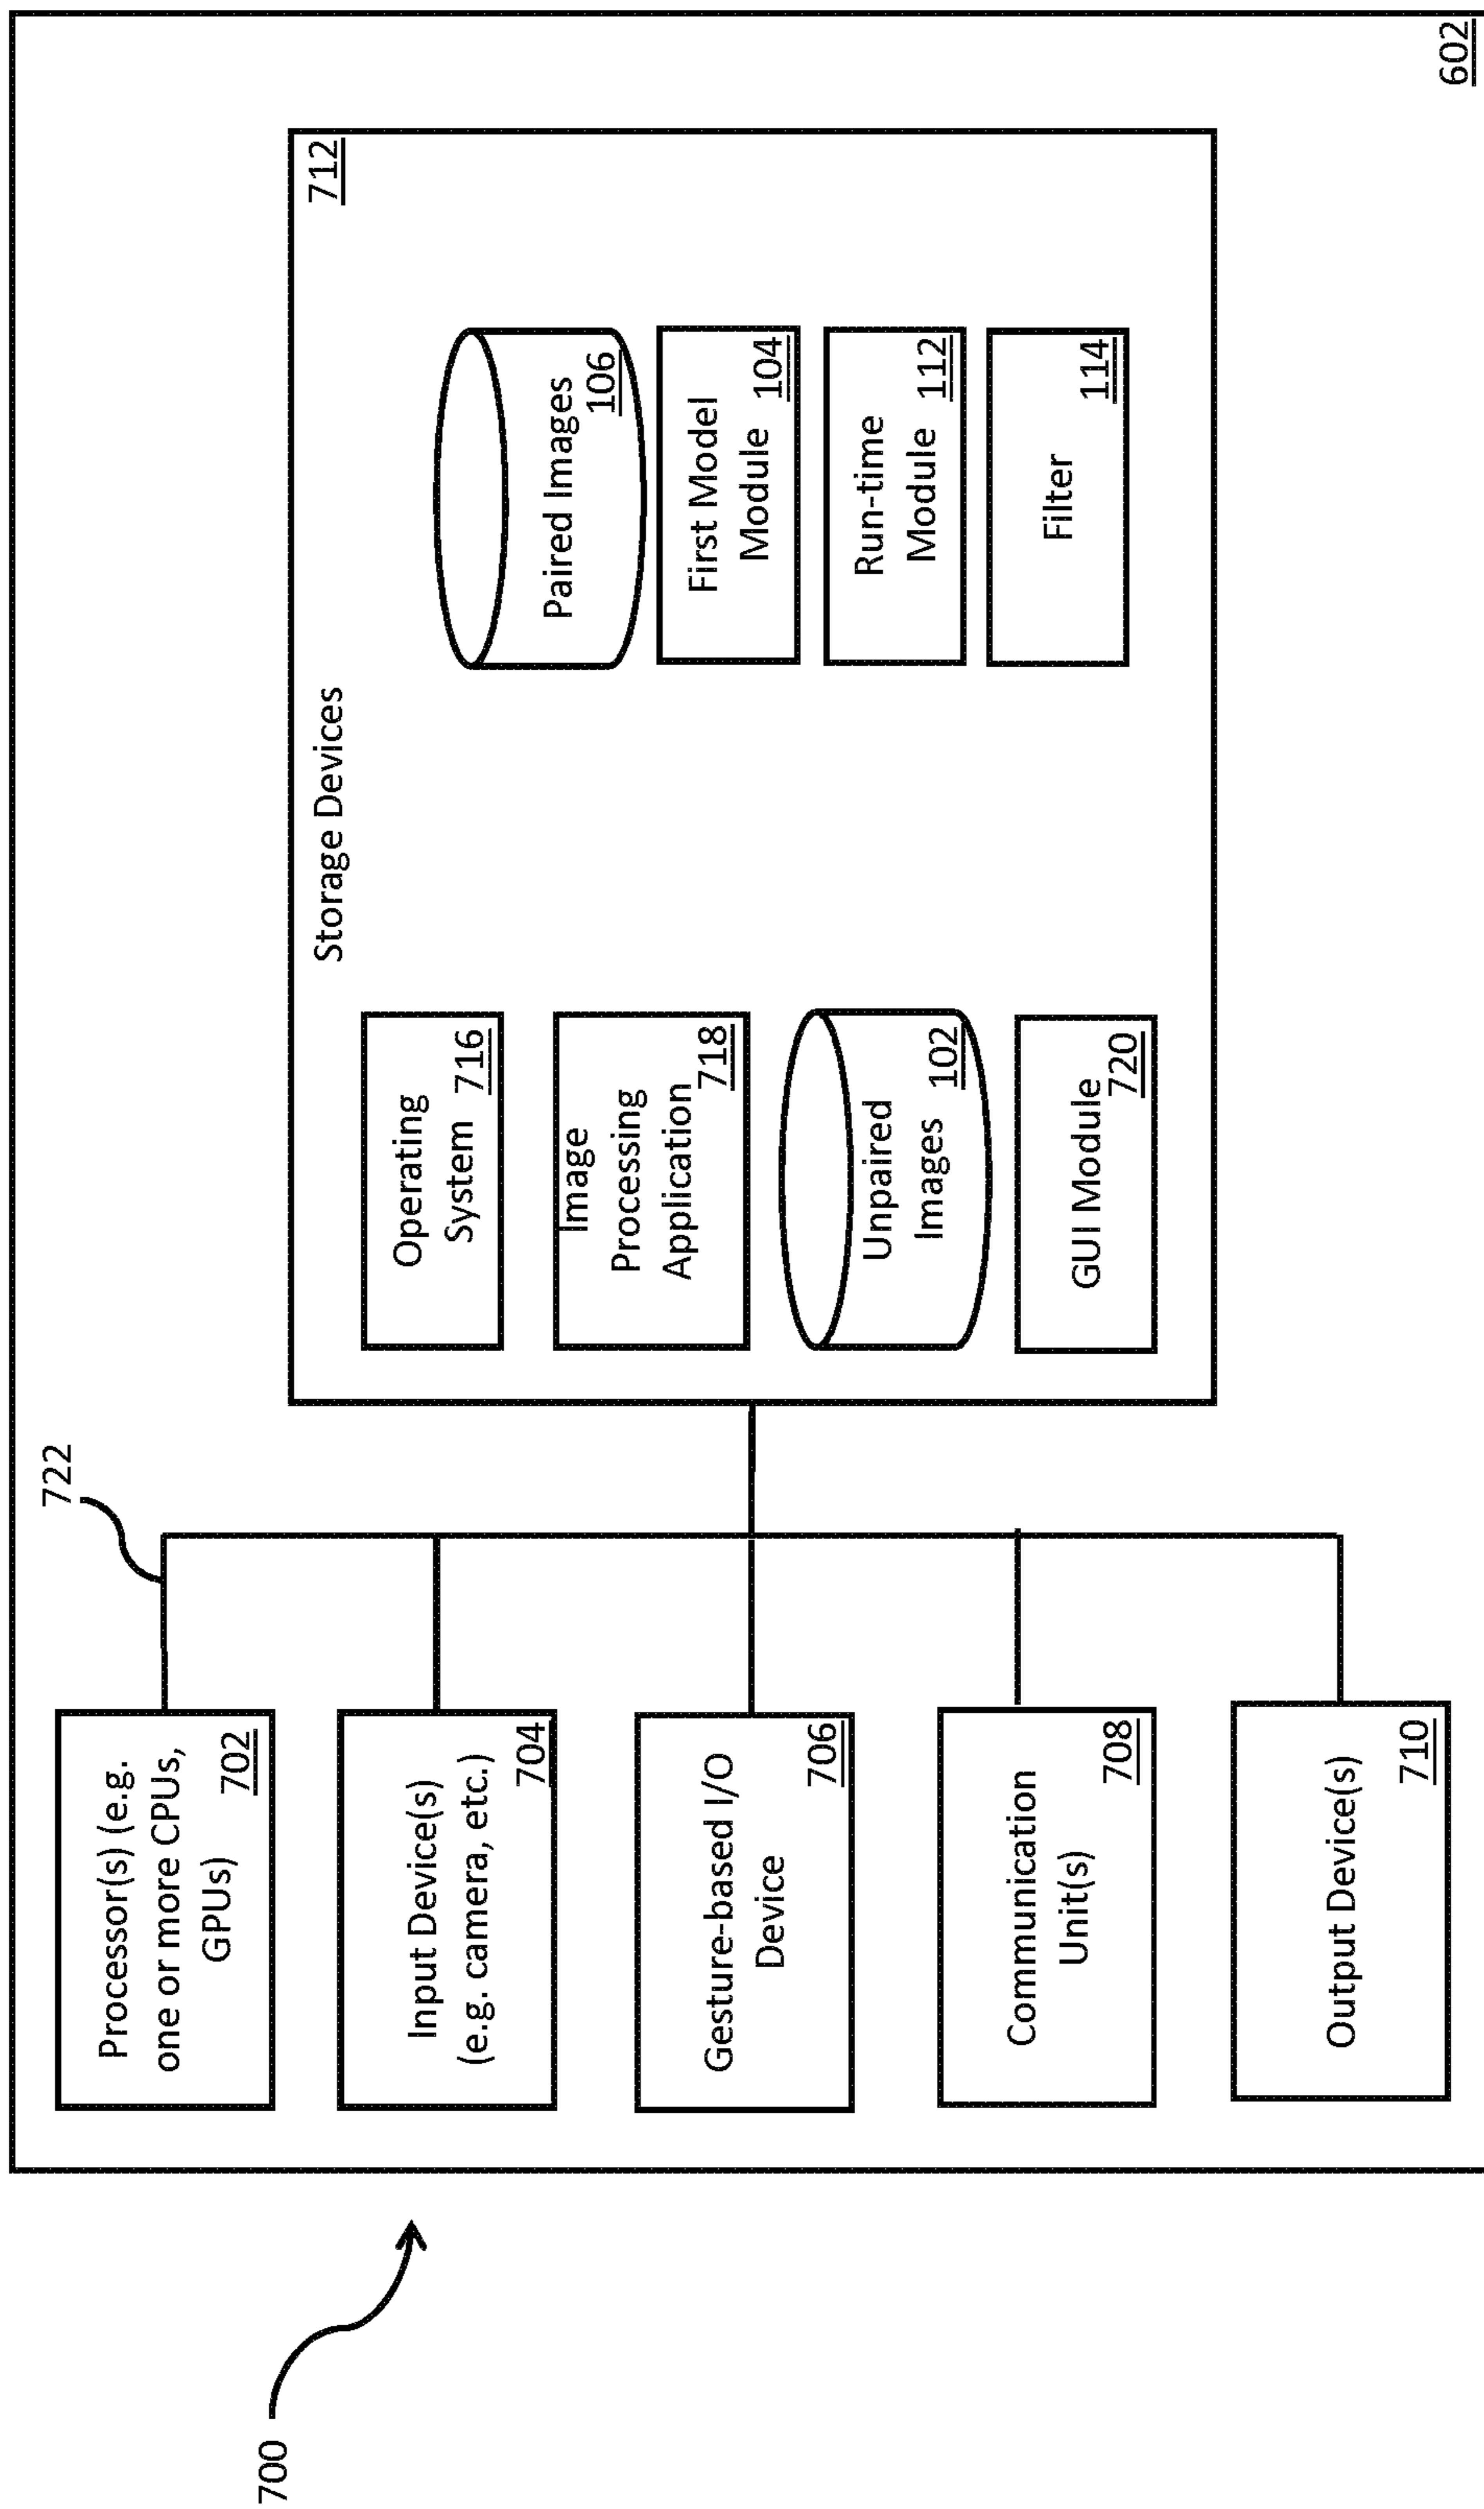 700
722
Processor(s) (e.g.
one or more CPUs,
GPUs)
702
Input Device(s)
(e.g. camera, etc.)
704
Gesture-based I/O
Device
706
Communication
Unit(s)
708
Output Device(s)
710
Storage Devices
712
Operating
System 716
Image
Processing
Application 718
Unpaired
Images 102
GUI Module
720
Paired Images
106
First Model
Module 104
Run-time
Module 112
Filter
114
602